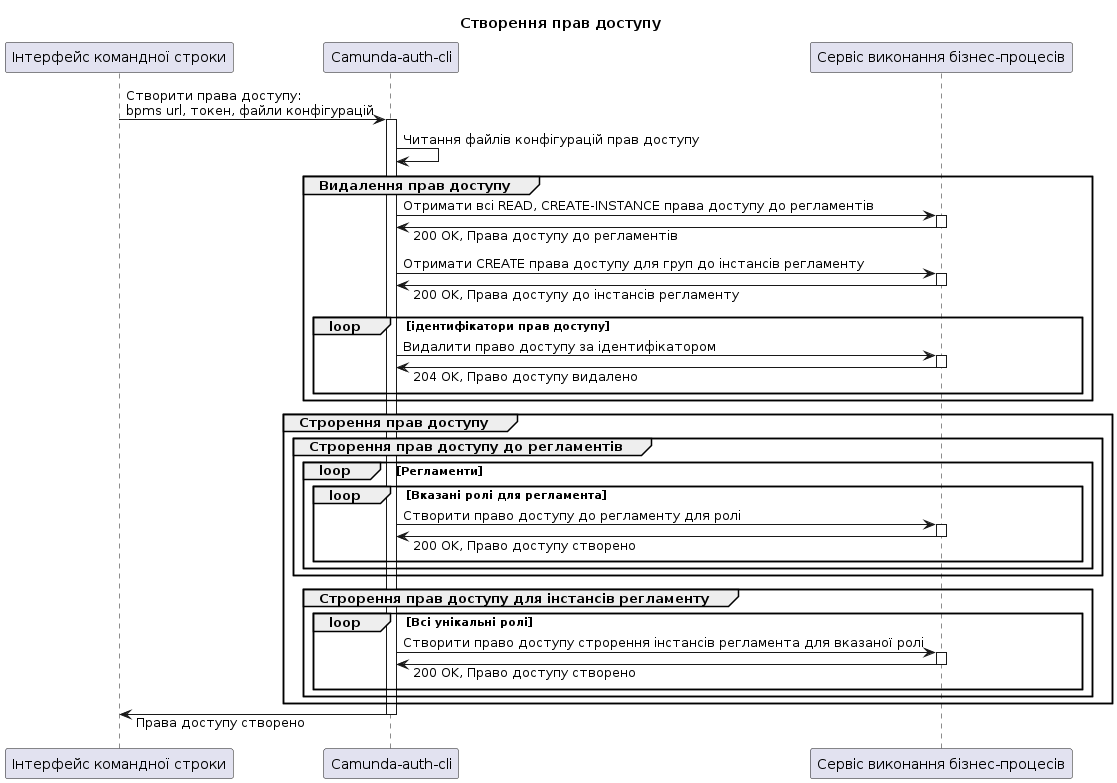 Створення прав доступу
Інтерфейс командної строки
Camunda-auth-cli
Сервіс виконання бізнес-процесів
Створити права доступу:
bpms url, токен, файли конфігурацій
Читання файлів конфігурацій прав доступу
Видалення прав доступу
Отримати всі READ, CREATE-INSTANCE права доступу до регламентів
200 OK, Права доступу до регламентів
Отримати CREATE права доступу для груп до інстансів регламенту
200 OK, Права доступу до інстансів регламенту
loop [ідентифікатори прав доступу]
Видалити право доступу за ідентифікатором
204 OK, Право доступу видалено
Строрення прав доступу
Строрення прав доступу до регламентів
loop [Регламенти]
loop [Вказані ролі для регламента]
Створити право доступу до регламенту для ролі
200 OK, Право доступу створено
Строрення прав доступу для інстансів регламенту
loop [Всі унікальні ролі]
Створити право доступу строрення інстансів регламента для вказаної ролі
200 OK, Право доступу створено
Права доступу створено
Інтерфейс командної строки
Camunda-auth-cli
Сервіс виконання бізнес-процесів